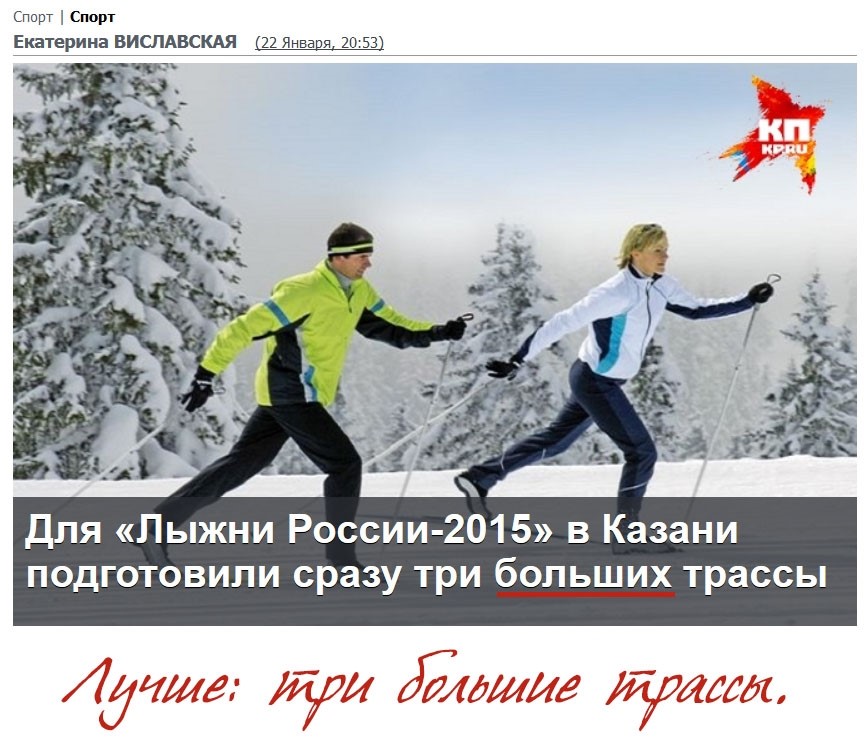 Спорт | Спорт
Екатерина ВИСЛАВСКАЯ (22 Января, 20:53)
КП
KP.RU
Для «Лыжни России-2015» в Казани
подготовили сразу три больших трассы
Лучше: три большие трассы.